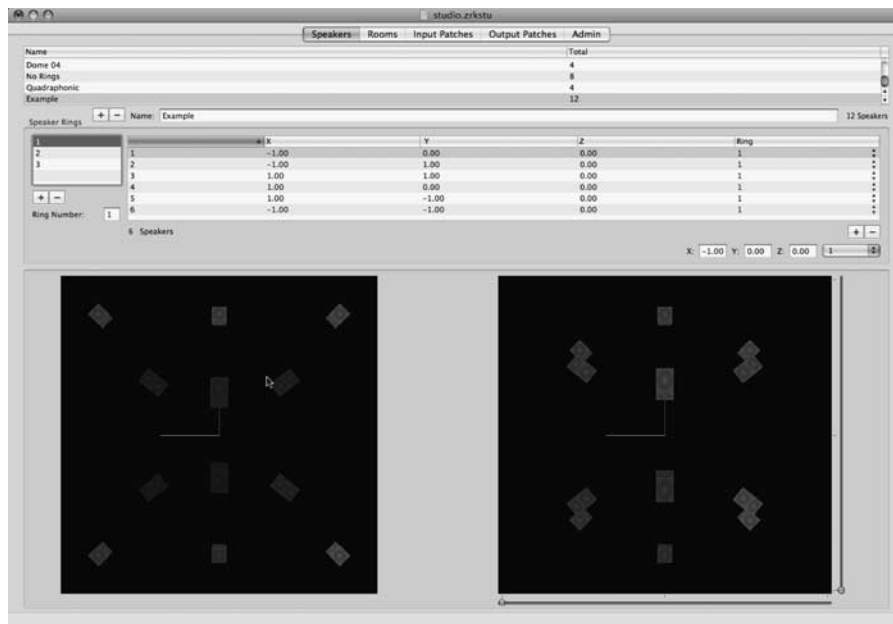 studio.zrkstu
Speakers Rooms Input Patches Output Patches Admin
Name Total
Dome 04 4
No Rings 8
Quadraphonic 4
Example 12
Speaker Rings + − Name: Example 12 Speakers
X Y Z Ring
1 1 −1.00 0.00 0.00 1
2 2 −1.00 1.00 0.00 1
3 3 1.00 1.00 0.00 1
4 1.00 0.00 0.00 1
+ − 5 1.00 −1.00 0.00 1
Ring Number: 1 6 −1.00 −1.00 0.00 1
6 Speakers + −
X: −1.00 Y: 0.00 Z: 0.00 1